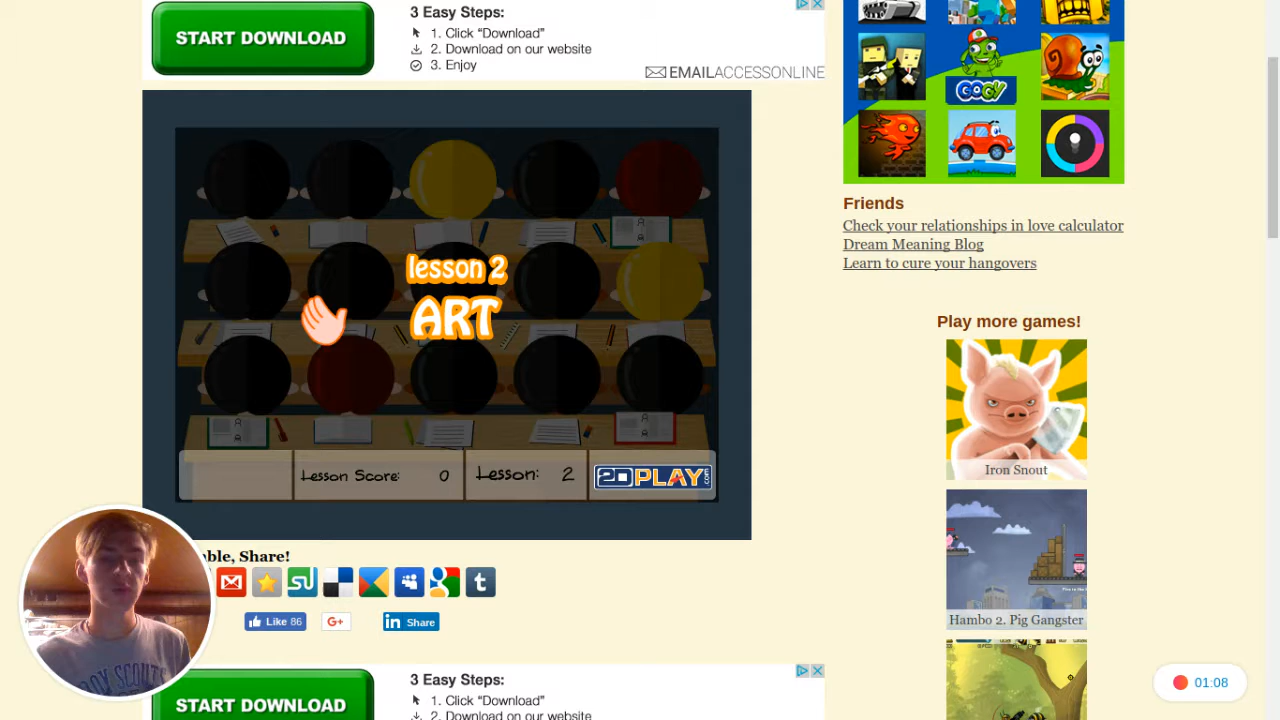 START DOWNLOAD
3 Easy Steps:
1. Click “Download”
2. Download on our website
3. Enjoy
EMAILACCESSONLINE
GOGY
Friends
Check your relationships in love calculator
Dream Meaning Blog
Learn to cure your hangovers
lesson 2
ART
Play more games!
Iron Snout
Lesson Score: 0
Lesson: 2
2DPLAY.com
Hambo 2. Pig Gangster
ble, Share!
Like 86
G+
in Share
01:08
START DOWNLOAD
3 Easy Steps:
1. Click “Download”
2. Download on our website